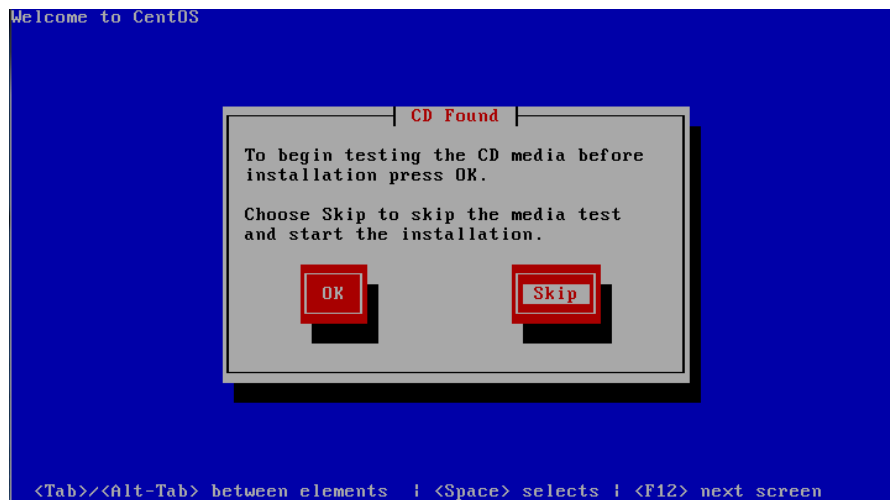 Welcome to CentOS
CD Found
To begin testing the CD media before
installation press OK.
Choose Skip to skip the media test
and start the installation.
OK Skip
<Tab>/<Alt-Tab> between elements | <Space> selects | <F12> next screen